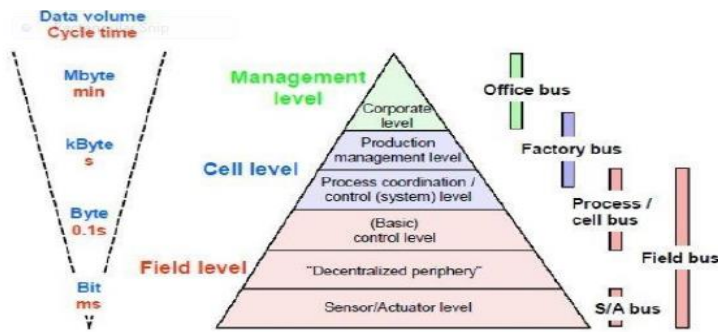 Data volume
Cycle time
Mbyte
min
kByte
s
Byte
0.1s
Bit
ms
Management
level
Cell level
Field level
Corporate
level
Production
management level
Process coordination /
control (system) level
(Basic)
control level
"Decentralized periphery"
Sensor/Actuator level
Office bus
Factory bus
Process /
cell bus
Field bus
S/A bus